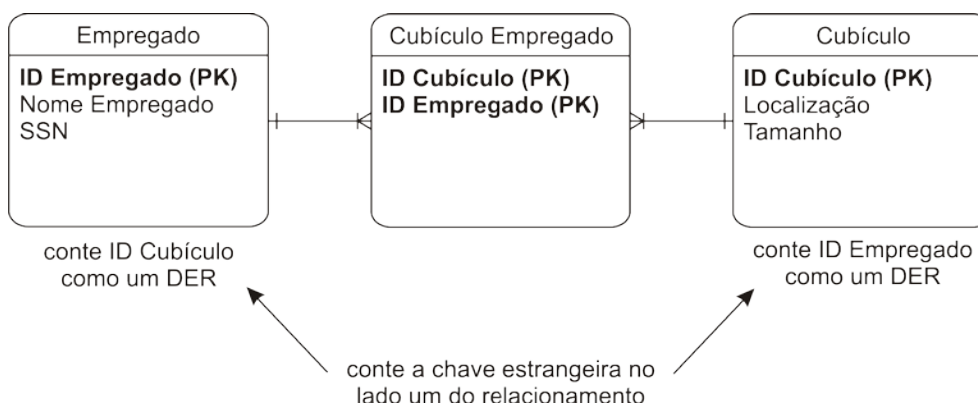 Empregado
ID Empregado (PK)
Nome Empregado
SSN
Cubículo Empregado
ID Cubículo (PK)
ID Empregado (PK)
Cubículo
ID Cubículo (PK)
Localização
Tamanho
conte ID Cubículo
como um DER
conte ID Empregado
como um DER
conte a chave estrangeira no
lado um do relacionamento